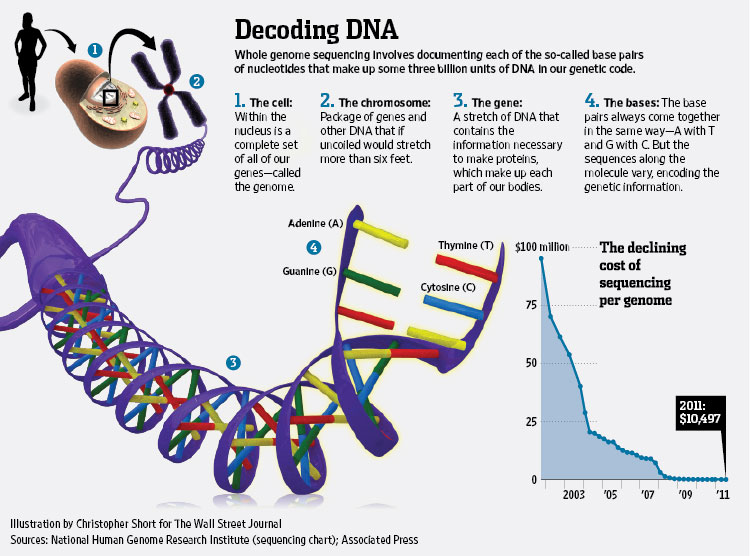 Decoding DNA
Whole genome sequencing involves documenting each of the so-called base pairs
of nucleotides that make up some three billion units of DNA in our genetic code.
1
2
1. The cell:
Within the
nucleus is a
complete set
of all of our
genes—called
the genome.
2. The chromosome:
Package of genes and
other DNA that if
uncoiled would stretch
more than six feet.
3. The gene:
A stretch of DNA that
contains the
information necessary
to make proteins,
which make up each
part of our bodies.
4. The bases: The base
pairs always come together
in the same way—A with T
and G with C. But the
sequences along the
molecule vary, encoding the
genetic information.
Adenine (A)
4
Guanine (G)
Thymine (T)
Cytosine (C)
3
The declining
cost of
sequencing
per genome
$100 million
75
50
25
0
2011:
$10,497
2003 '05 '07 '09 '11
Illustration by Christopher Short for The Wall Street Journal
Sources: National Human Genome Research Institute (sequencing chart); Associated Press